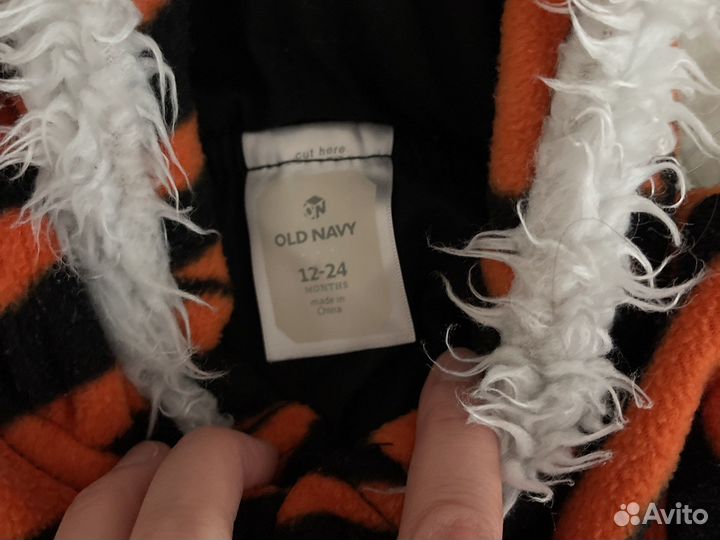 cut here
ON
OLD NAVY
12-24
MONTHS
made in
China
Avito